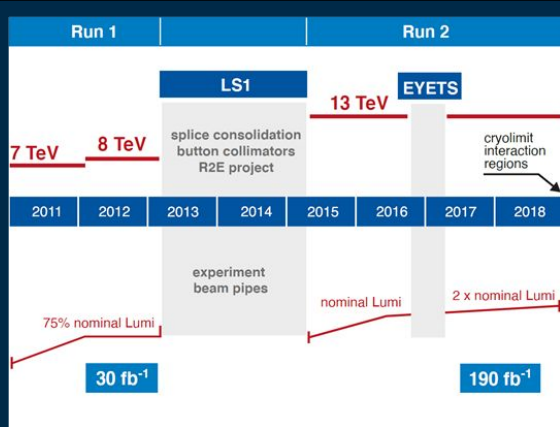 Run 1
Run 2
LS1
EYETS
7 TeV
8 TeV
13 TeV
splice consolidation
button collimators
R2E project
cryolimit
interaction
regions
2011
2012
2013
2014
2015
2016
2017
2018
experiment
beam pipes
75% nominal Lumi
nominal Lumi
2 x nominal Lumi
30 fb⁻¹
190 fb⁻¹